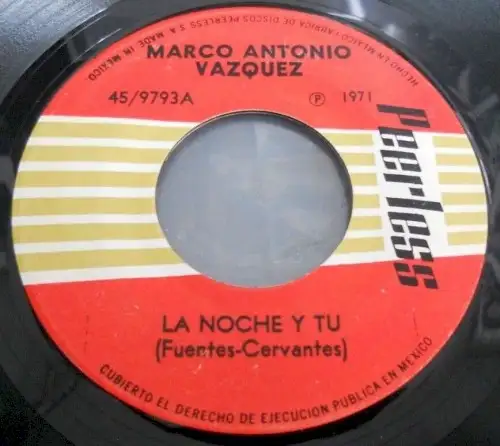 HECHO EN MEXICO • FABRICA DE DISCOS PEERLESS S.A. MADE IN MEXICO
MARCO ANTONIO
VAZQUEZ
45/9793A
Ⓟ 1971
Peerless
LA NOCHE Y TU
(Fuentes-Cervantes)
CUBIERTO EL DERECHO DE EJECUCION PUBLICA EN MEXICO